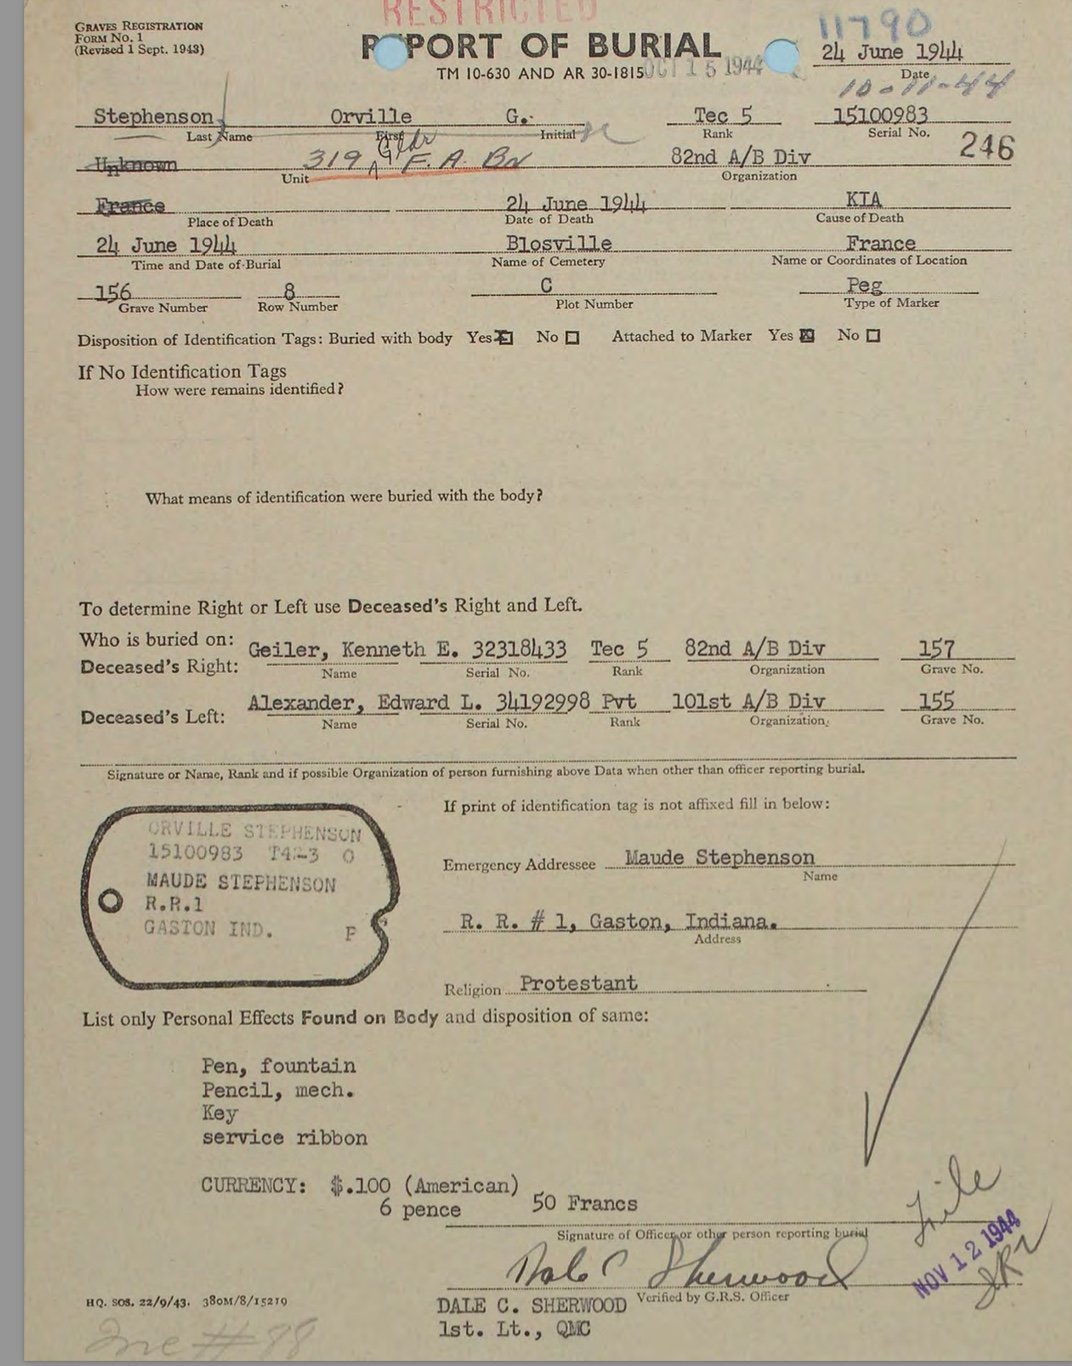 RESTRICTED
GRAVES REGISTRATION
FORM NO. 1
(Revised 1 Sept. 1943)
REPORT OF BURIAL
TM 10-630 AND AR 30-1815
OCT 15 1944
11790
24 June 1944
Date
10-11-44
Stephenson, Orville G. Tec 5 15100983
Last Name First Initial Rank Serial No.
246
Unknown 319 Gldr F. A. Bn 82nd A/B Div
Unit Organization
France 24 June 1944 KIA
Place of Death Date of Death Cause of Death
24 June 1944 Blosville France
Time and Date of Burial Name of Cemetery Name or Coordinates of Location
156 8 C Peg
Grave Number Row Number Plot Number Type of Marker
Disposition of Identification Tags: Buried with body Yes ☒ No ☐ Attached to Marker Yes ☒ No ☐
If No Identification Tags
How were remains identified?
What means of identification were buried with the body?
To determine Right or Left use Deceased's Right and Left.
Who is buried on:
Deceased's Right: Geiler, Kenneth E. 32318433 Tec 5 82nd A/B Div 157
Name Serial No. Rank Organization Grave No.
Deceased's Left: Alexander, Edward L. 34192998 Pvt 101st A/B Div 155
Name Serial No. Rank Organization Grave No.
Signature or Name, Rank and if possible Organization of person furnishing above Data when other than officer reporting burial.
ORVILLE STEPHENSON
15100983 T42-3 O
MAUDE STEPHENSON
R.R.1
GASTON IND. P
If print of identification tag is not affixed fill in below:
Emergency Addressee Maude Stephenson
Name
R. R. # 1, Gaston, Indiana.
Address
Religion Protestant
List only Personal Effects Found on Body and disposition of same:
Pen, fountain
Pencil, mech.
Key
service ribbon
CURRENCY: $.100 (American)
6 pence 50 Francs
Signature of Officer or other person reporting burial
File
NOV 12 1944
Dale C Sherwood
Verified by G.R.S. Officer
DALE C. SHERWOOD
1st. Lt., QMC
HQ. SOS. 22/9/43. 380M/8/15219